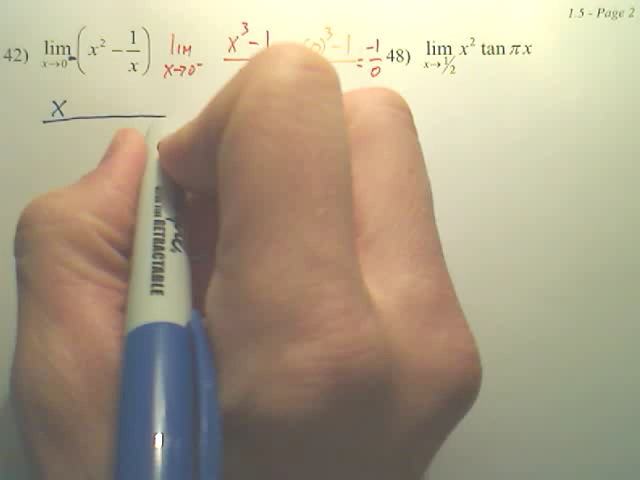 1.5 - Page 2
42) lim x→0⁻ (x² − 1/x) lim x→0⁻ x³−1 0)³−1 = -1/0 48) lim x→1/2 x² tan πx
X
RETRACTABLE